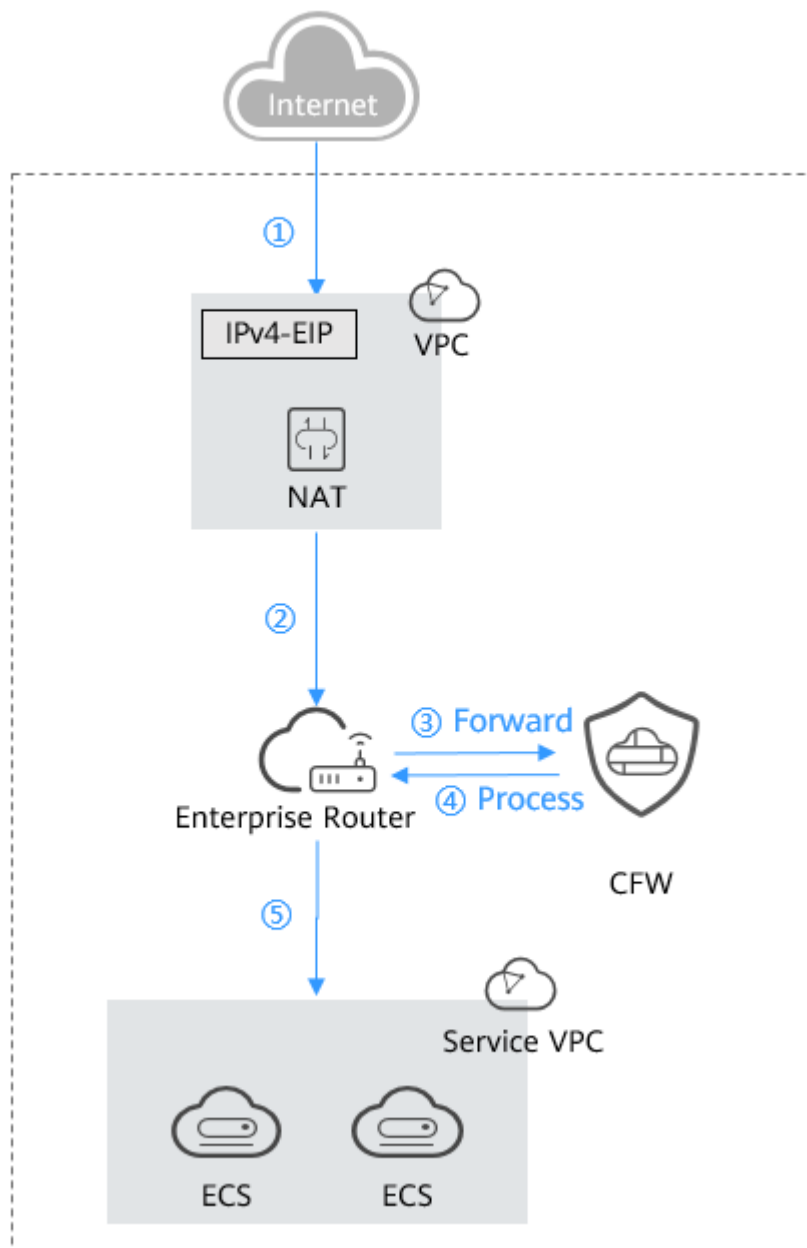 Internet
①
IPv4-EIP
VPC
NAT
②
③ Forward
④ Process
Enterprise Router
CFW
⑤
Service VPC
ECS
ECS